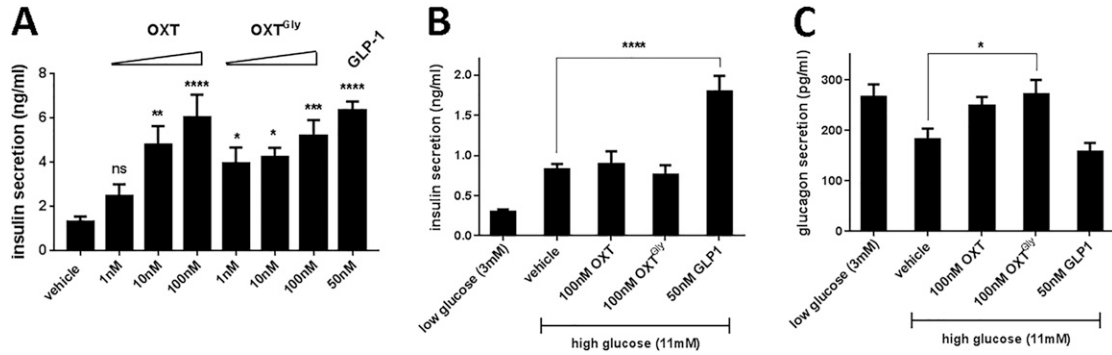 A
OXT
OXT^Gly
GLP-1
insulin secretion (ng/ml)
8
6
4
2
0
ns
**
****
*
*
***
****
vehicle
1nM
10nM
100nM
1nM
10nM
100nM
50nM
B
insulin secretion (ng/ml)
2.0
1.5
1.0
0.5
0.0
****
low glucose (3mM)
vehicle
100nM OXT
100nM OXT^Gly
50nM GLP1
high glucose (11mM)
C
glucagon secretion (pg/ml)
300
200
100
0
*
low glucose (3mM)
vehicle
100nM OXT
100nM OXT^Gly
50nM GLP1
high glucose (11mM)